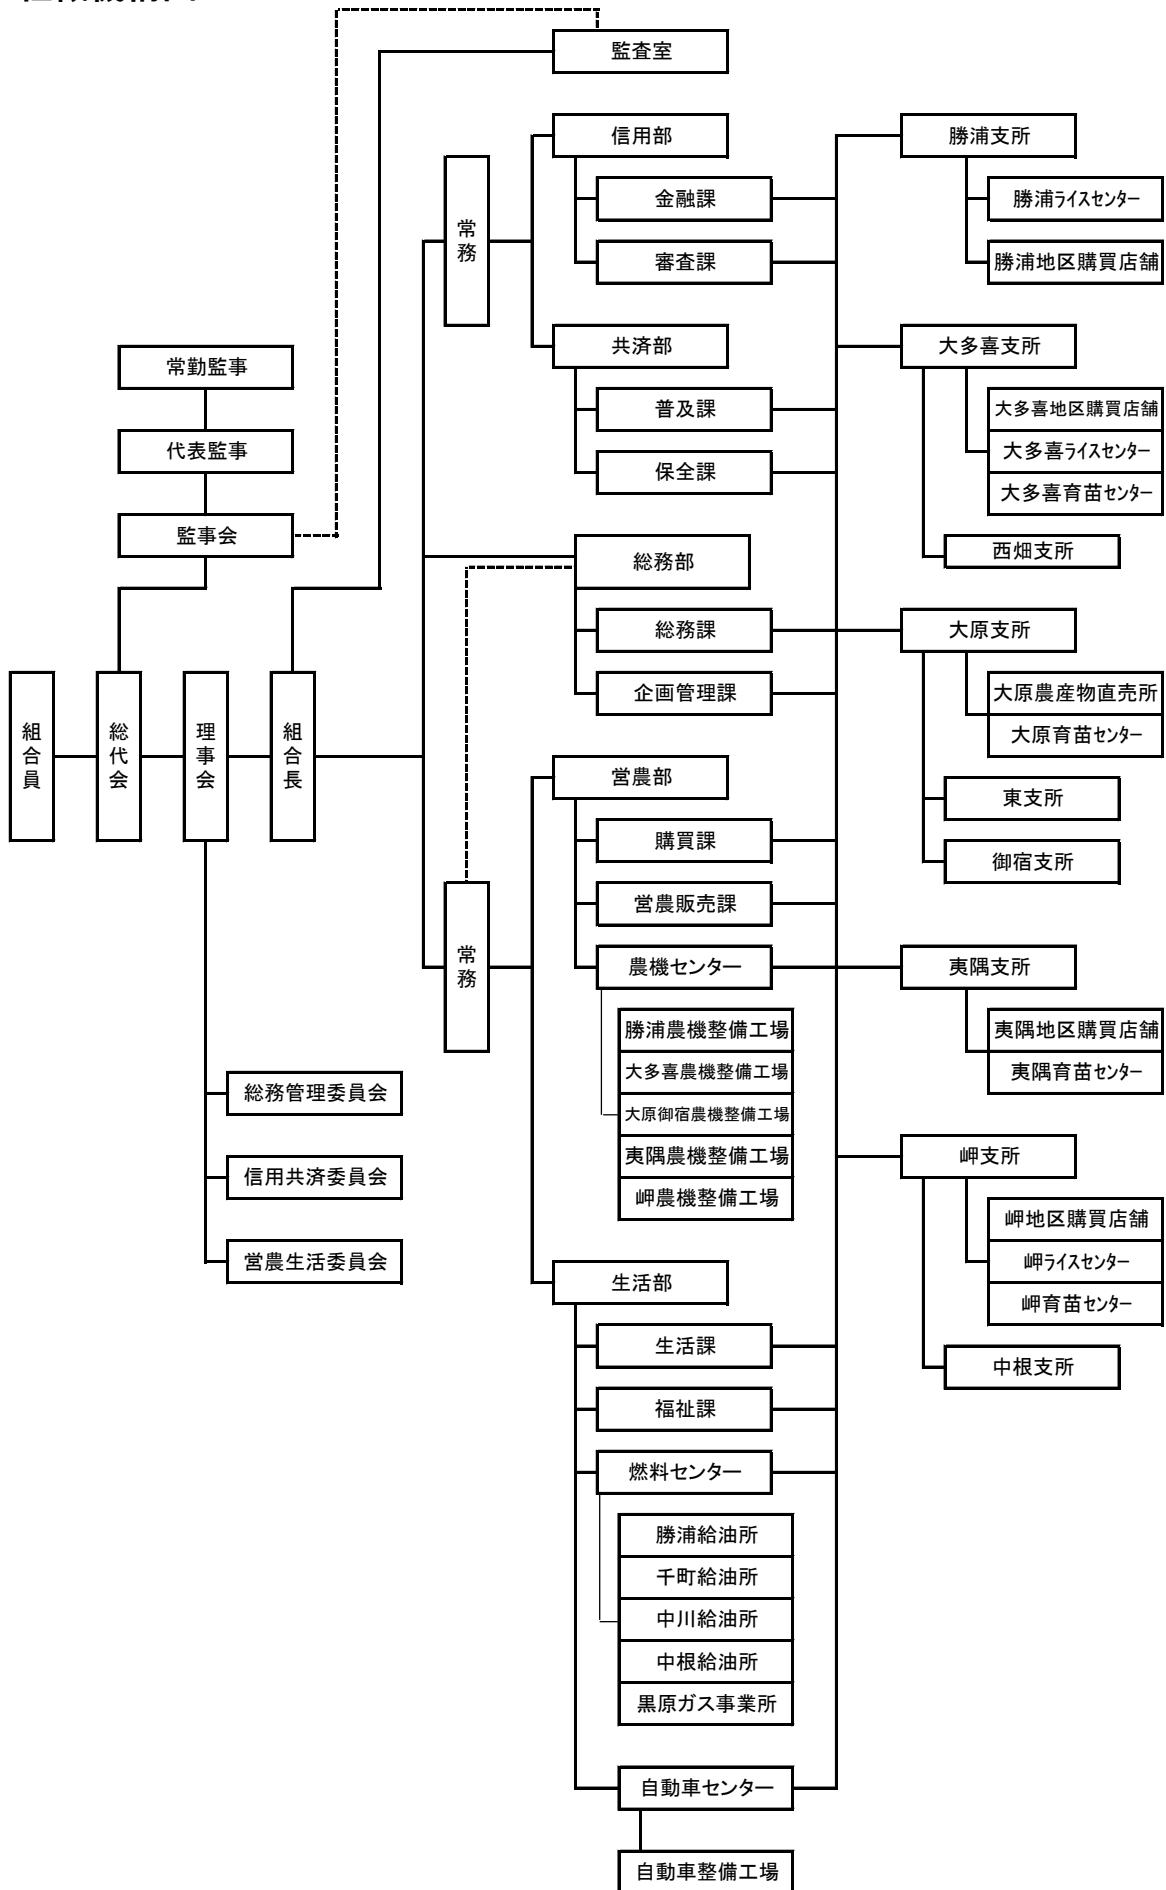 監査室
信用部
金融課
審査課
共済部
普及課
保全課
常務
常勤監事
代表監事
監事会
総務部
総務課
企画管理課
組合員
総代会
理事会
組合長
営農部
購買課
営農販売課
農機センター
勝浦農機整備工場
大多喜農機整備工場
大原御宿農機整備工場
夷隅農機整備工場
岬農機整備工場
常務
総務管理委員会
信用共済委員会
営農生活委員会
生活部
生活課
福祉課
燃料センター
勝浦給油所
千町給油所
中川給油所
中根給油所
黒原ガス事業所
自動車センター
自動車整備工場
勝浦支所
勝浦ライスセンター
勝浦地区購買店舗
大多喜支所
大多喜地区購買店舗
大多喜ライスセンター
大多喜育苗センター
西畑支所
大原支所
大原農産物直売所
大原育苗センター
東支所
御宿支所
夷隅支所
夷隅地区購買店舗
夷隅育苗センター
岬支所
岬地区購買店舗
岬ライスセンター
岬育苗センター
中根支所